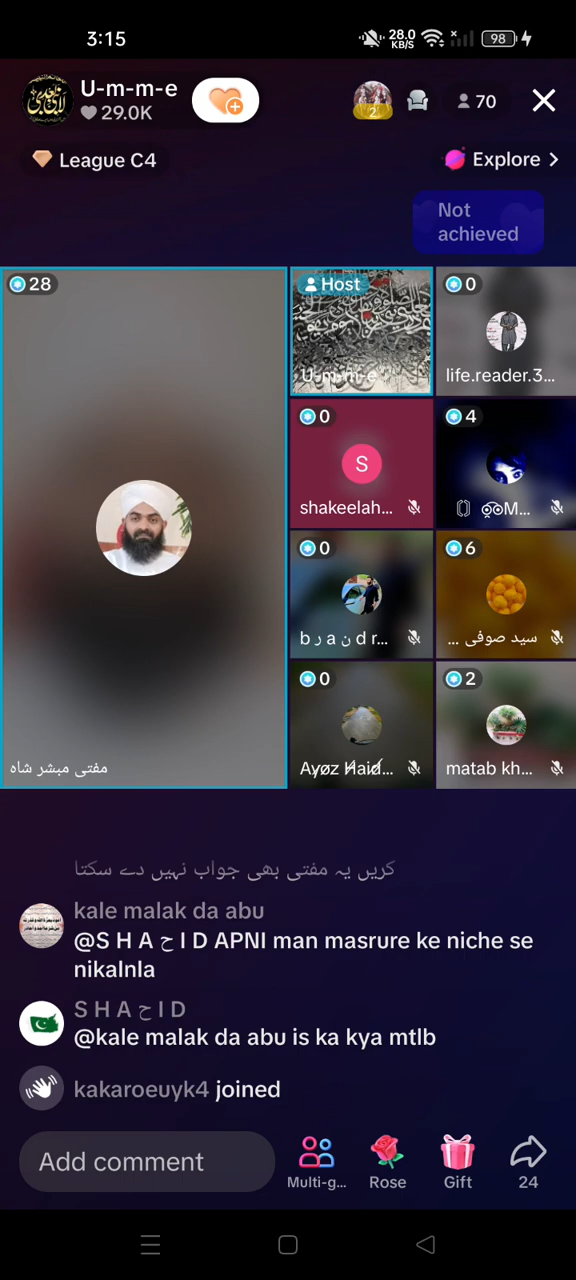 3:15
28.0
KB/S
98
U-m-m-e
29.0K
2
70
League C4
Explore >
Not
achieved
28
Host
U-m-m-e
0
life.reader.3...
0
shakeelah...
4
M...
0
b r a ن d r...
6
سید صوفی ...
0
Ayøz Haid...
2
matab kh...
مفتی مبشر شاہ
کریں یہ مفتی بھی جواب نہیں دے سکتا
kale malak da abu
@S H A ح I D APNI man masrure ke niche se
nikalnla
S H A ح I D
@kale malak da abu is ka kya mtlb
kakaroeuyk4 joined
Add comment
Multi-g...
Rose
Gift
24